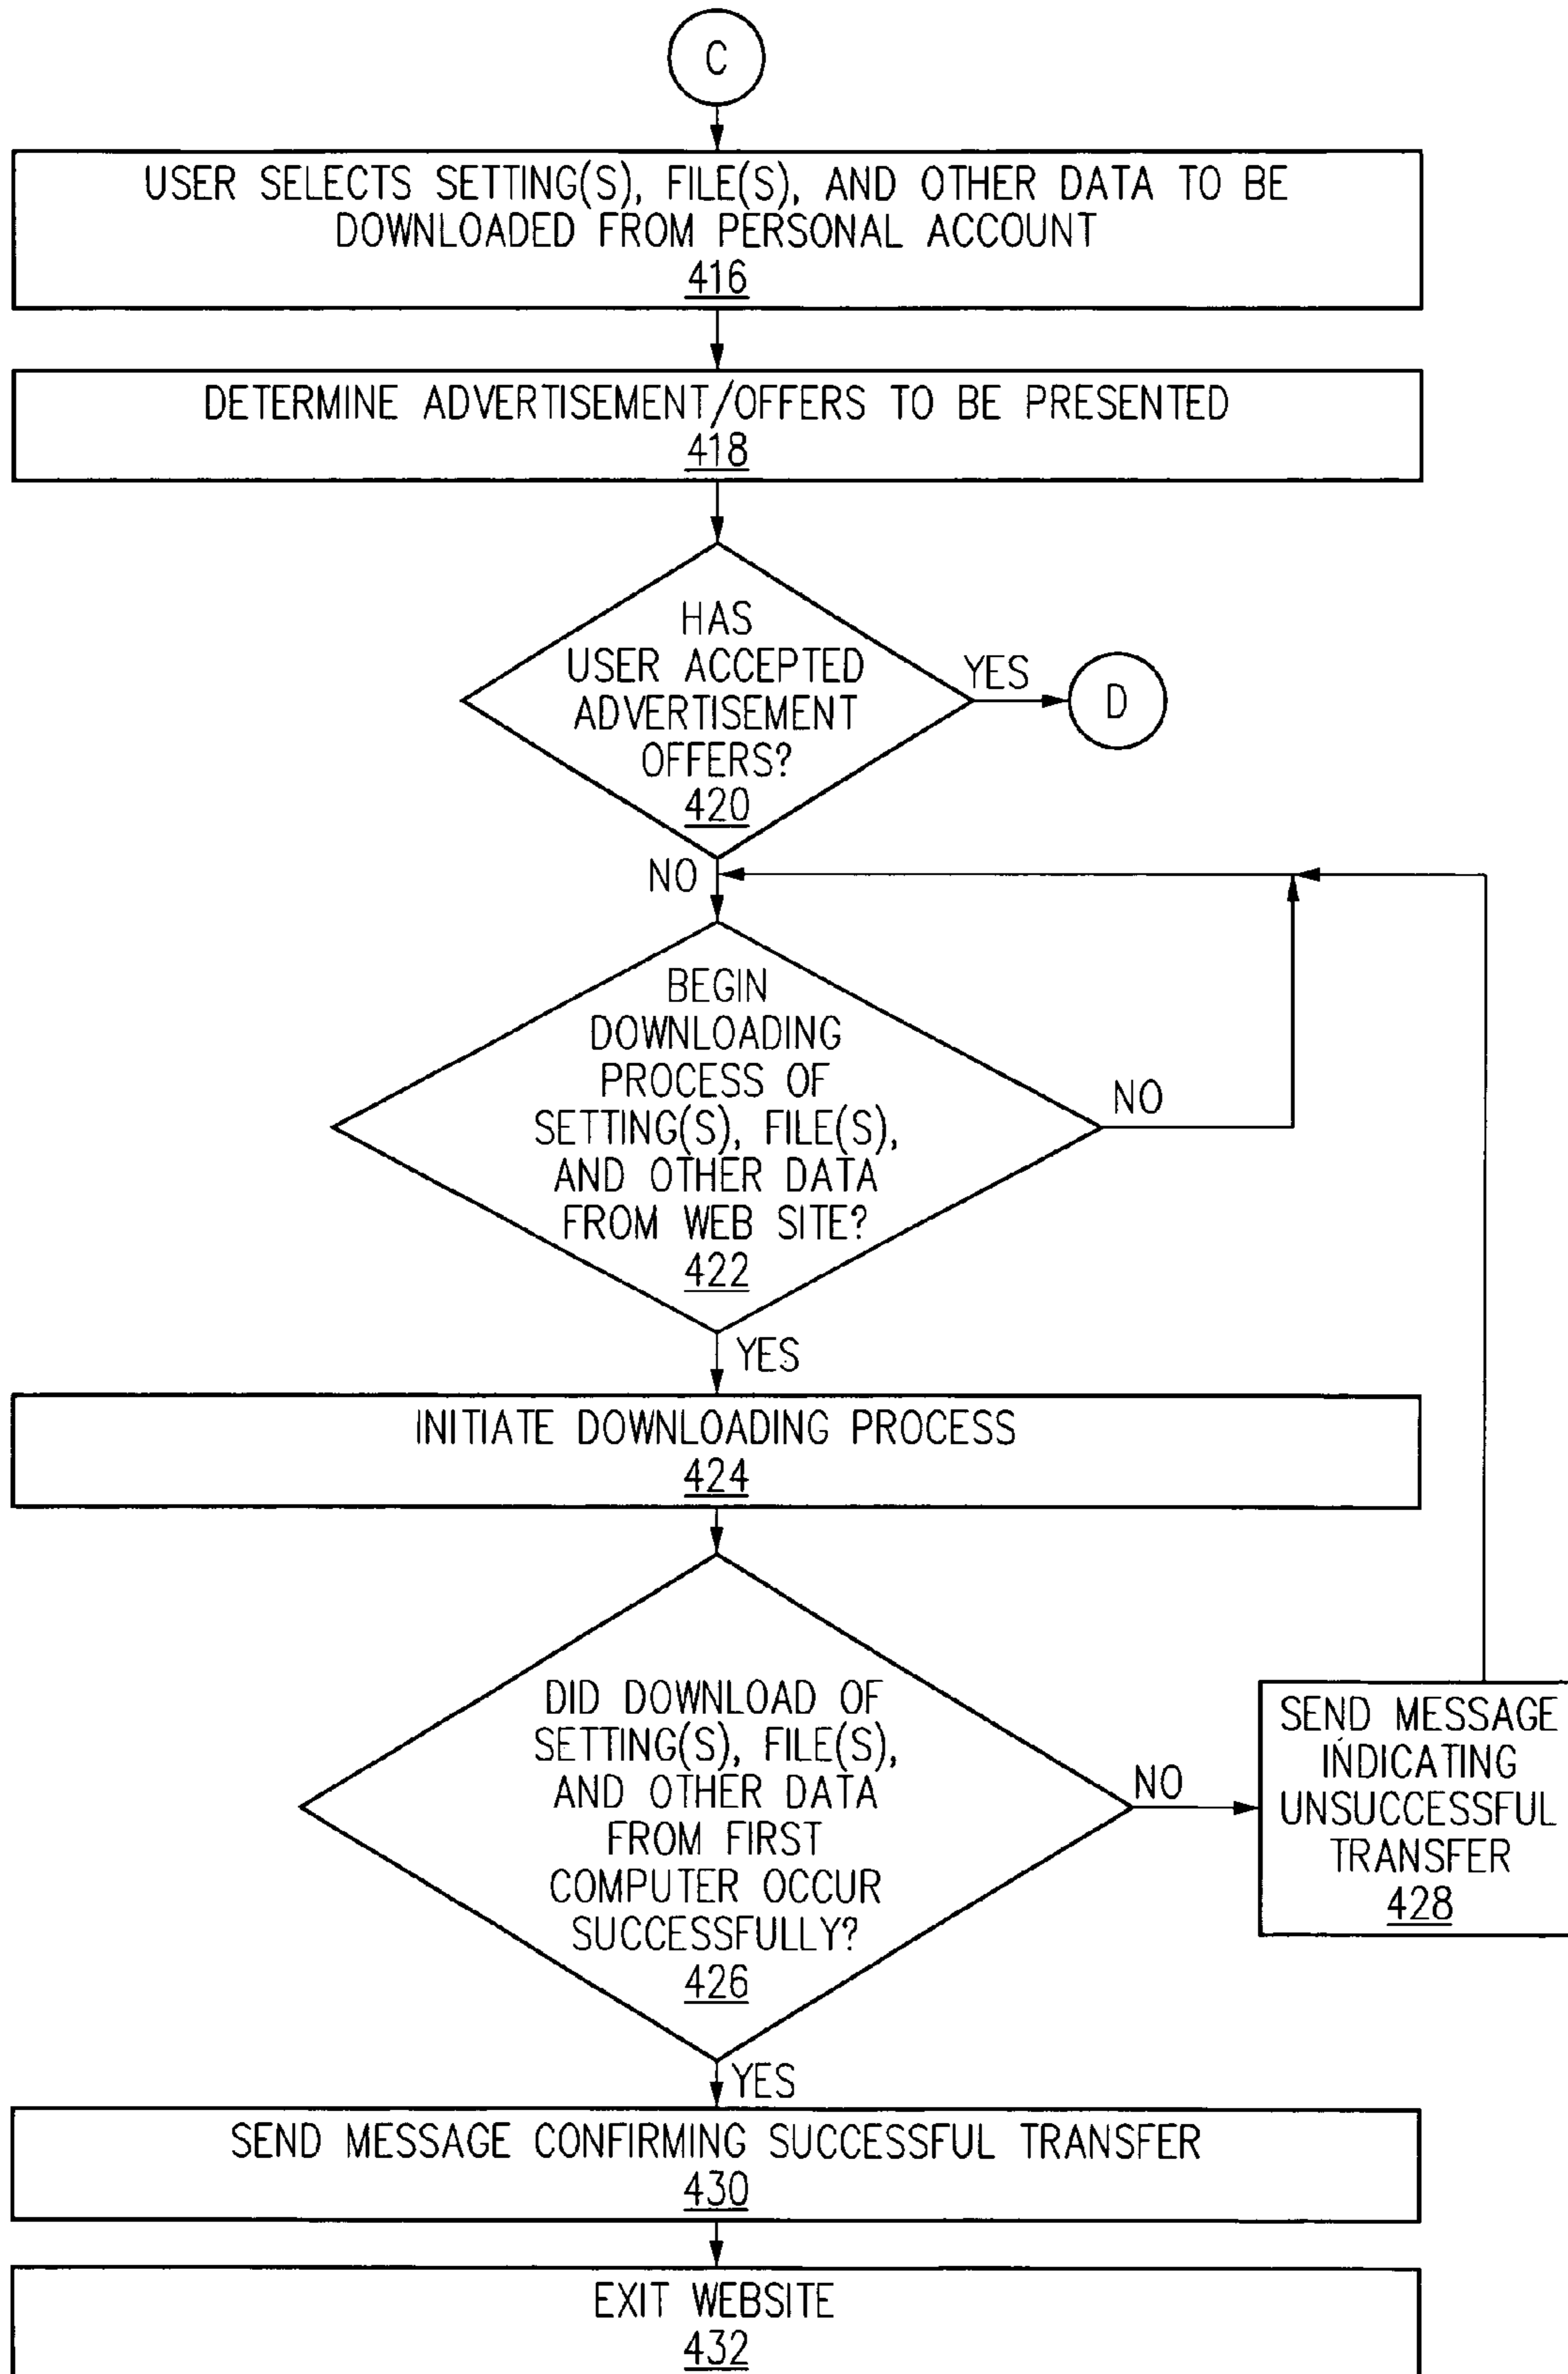 C
USER SELECTS SETTING(S), FILE(S), AND OTHER DATA TO BE
DOWNLOADED FROM PERSONAL ACCOUNT
416
DETERMINE ADVERTISEMENT/OFFERS TO BE PRESENTED
418
HAS
USER ACCEPTED
ADVERTISEMENT
OFFERS?
420
YES
D
NO
BEGIN
DOWNLOADING
PROCESS OF
SETTING(S), FILE(S),
AND OTHER DATA
FROM WEB SITE?
422
NO
YES
INITIATE DOWNLOADING PROCESS
424
DID DOWNLOAD OF
SETTING(S), FILE(S),
AND OTHER DATA
FROM FIRST
COMPUTER OCCUR
SUCCESSFULLY?
426
NO
SEND MESSAGE
INDICATING
UNSUCCESSFUL
TRANSFER
428
YES
SEND MESSAGE CONFIRMING SUCCESSFUL TRANSFER
430
EXIT WEBSITE
432